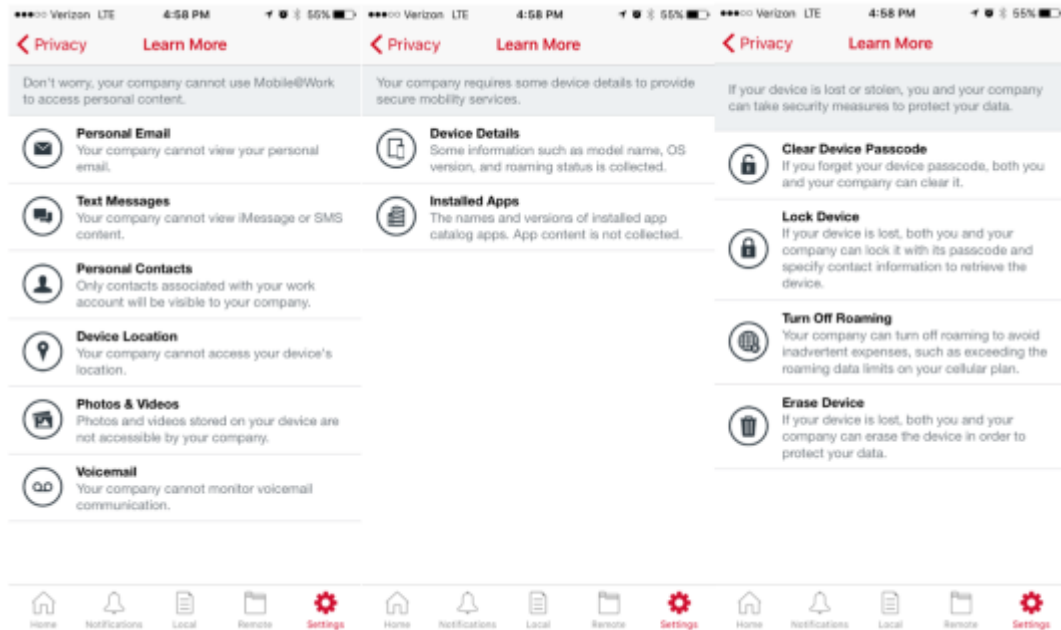 Verizon LTE 4:58 PM 55%
Privacy Learn More
Don't worry, your company cannot use Mobile@Work
to access personal content.
Personal Email
Your company cannot view your personal
email.
Text Messages
Your company cannot view iMessage or SMS
content.
Personal Contacts
Only contacts associated with your work
account will be visible to your company.
Device Location
Your company cannot access your device's
location.
Photos & Videos
Photos and videos stored on your device are
not accessible by your company.
Voicemail
Your company cannot monitor voicemail
communication.
Home Notifications Local Remote Settings
Verizon LTE 4:58 PM 55%
Privacy Learn More
Your company requires some device details to provide
secure mobility services.
Device Details
Some information such as model name, OS
version, and roaming status is collected.
Installed Apps
The names and versions of installed app
catalog apps. App content is not collected.
Home Notifications Local Remote Settings
Verizon LTE 4:58 PM 55%
Privacy Learn More
If your device is lost or stolen, you and your company
can take security measures to protect your data.
Clear Device Passcode
If you forget your device passcode, both you
and your company can clear it.
Lock Device
If your device is lost, both you and your
company can lock it with its passcode and
specify contact information to retrieve the
device.
Turn Off Roaming
Your company can turn off roaming to avoid
inadvertent expenses, such as exceeding the
roaming data limits on your cellular plan.
Erase Device
If your device is lost, both you and your
company can erase the device in order to
protect your data.
Home Notifications Local Remote Settings